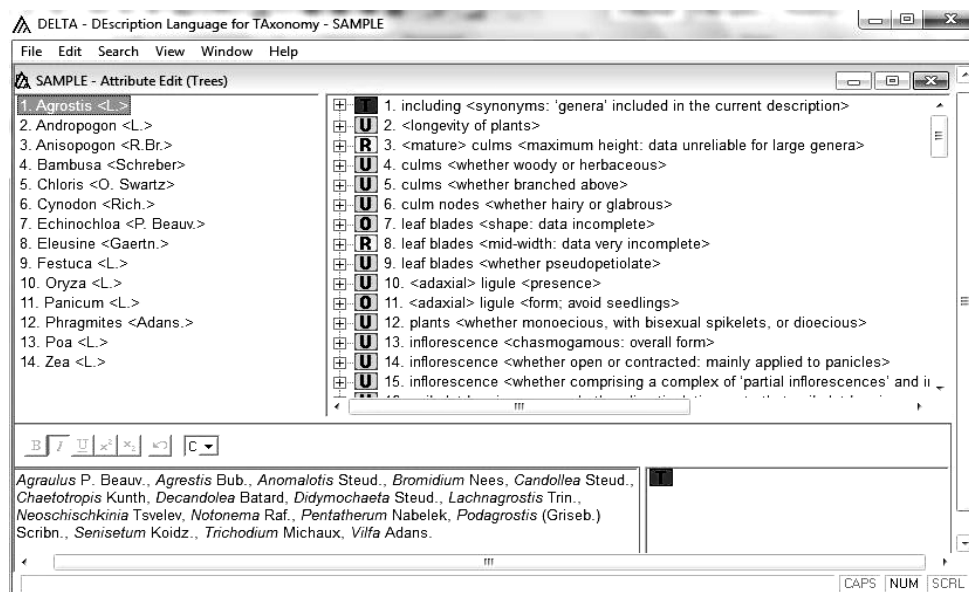 DELTA - DEscription Language for TAxonomy - SAMPLE
File Edit Search View Window Help
SAMPLE - Attribute Edit (Trees)
1. Agrostis <L.>
2. Andropogon <L.>
3. Anisopogon <R.Br.>
4. Bambusa <Schreber>
5. Chloris <O. Swartz>
6. Cynodon <Rich.>
7. Echinochloa <P. Beauv.>
8. Eleusine <Gaertn.>
9. Festuca <L.>
10. Oryza <L.>
11. Panicum <L.>
12. Phragmites <Adans.>
13. Poa <L.>
14. Zea <L.>
T 1. including <synonyms: 'genera' included in the current description>
U 2. <longevity of plants>
R 3. <mature> culms <maximum height: data unreliable for large genera>
U 4. culms <whether woody or herbaceous>
U 5. culms <whether branched above>
U 6. culm nodes <whether hairy or glabrous>
O 7. leaf blades <shape: data incomplete>
R 8. leaf blades <mid-width: data very incomplete>
U 9. leaf blades <whether pseudopetiolate>
U 10. <adaxial> ligule <presence>
O 11. <adaxial> ligule <form; avoid seedlings>
U 12. plants <whether monoecious, with bisexual spikelets, or dioecious>
U 13. inflorescence <chasmogamous: overall form>
U 14. inflorescence <whether open or contracted: mainly applied to panicles>
U 15. inflorescence <whether comprising a complex of 'partial inflorescences' and
B I U x² x₂ C
Agraulus P. Beauv., Agrestis Bub., Anomalotis Steud., Bromidium Nees, Candollea Steud.,
Chaetotropis Kunth, Decandolea Batard, Didymochaeta Steud., Lachnagrostis Trin.,
Neoschischkinia Tsvelev, Notonema Raf., Pentatherum Nabelek, Podagrostis (Griseb.)
Scribn., Senisetum Koidz., Trichodium Michaux, Vilfa Adans.
T
CAPS NUM SCRL